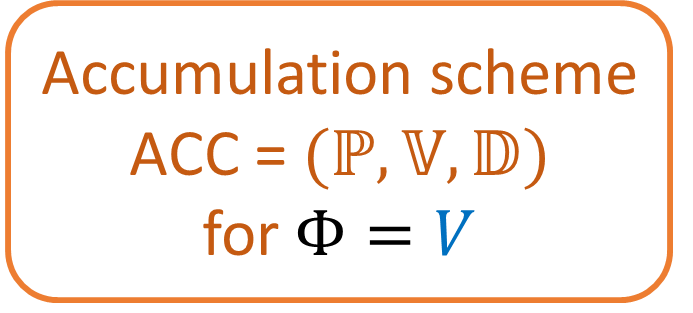 Accumulation scheme
ACC = (ℙ, 𝕍, 𝔻)
for Φ = 𝑉